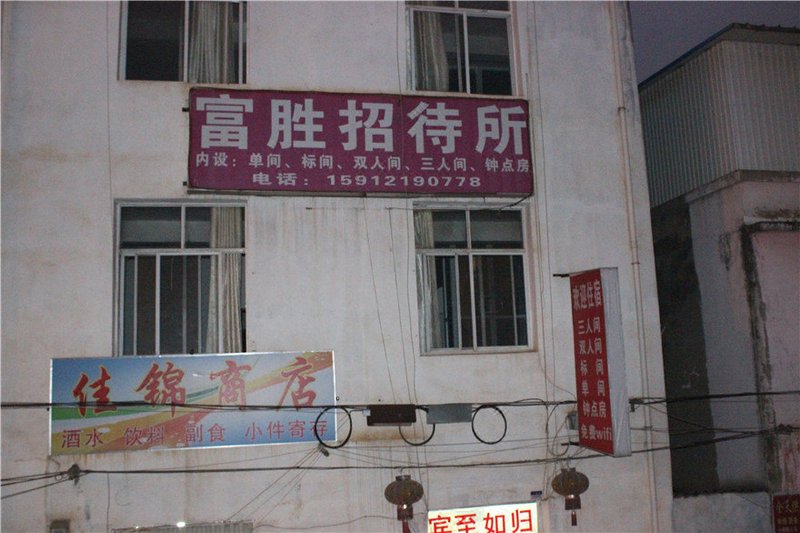 富胜招待所
内设：单间、标间、双人间、三人间、钟点房
电话：15912190778
欢迎住宿
三人间
双人间
标间
单间
钟点房
免费wifi
佳锦商店
酒水 饮料 副食 小件寄存
宾至如归